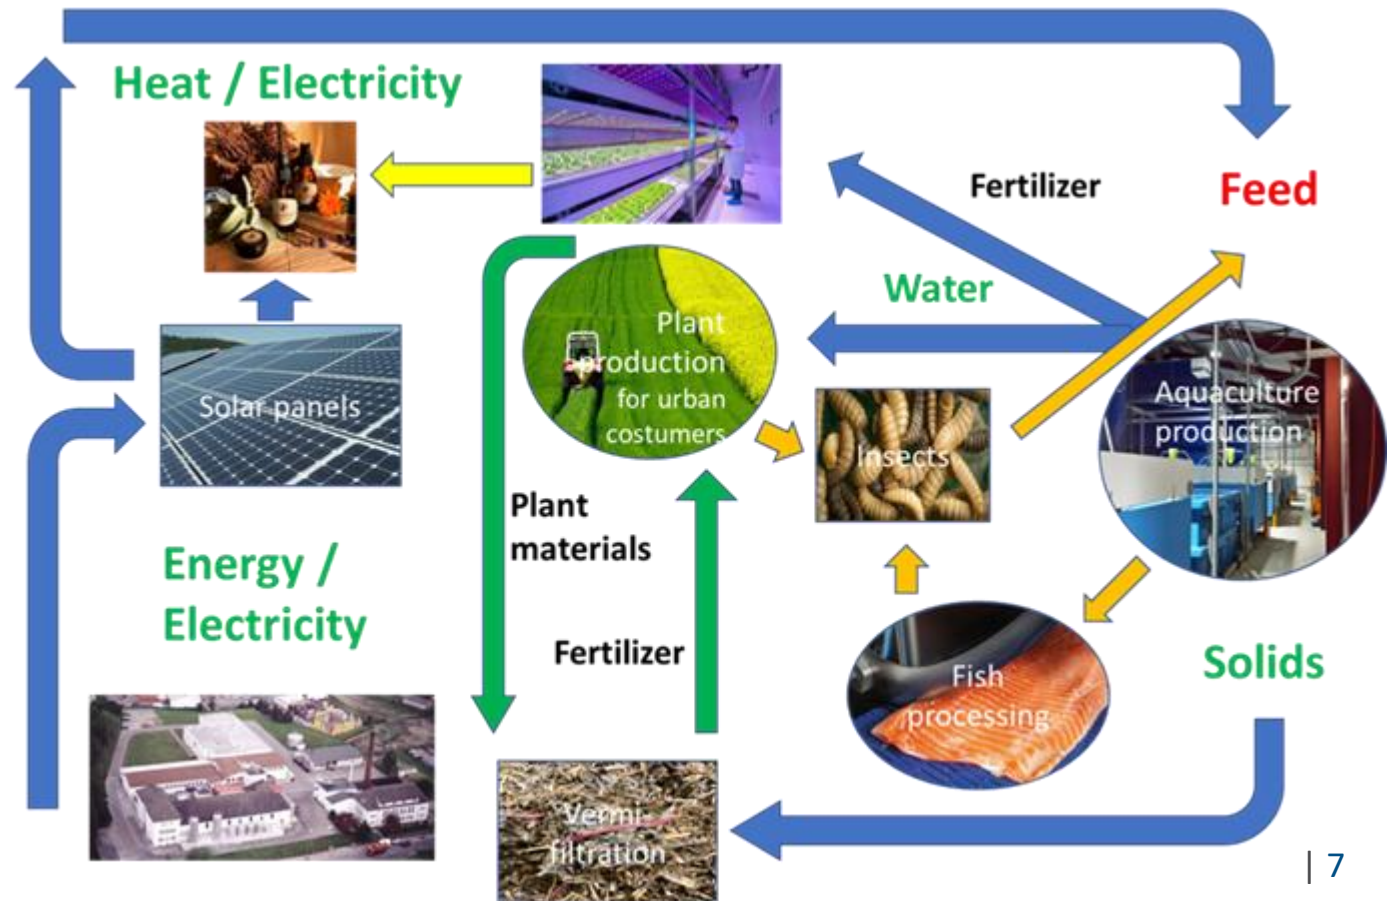 Heat / Electricity
Fertilizer
Feed
Water
Plant
production
for urban
costumers
Solar panels
Aquaculture
production
Insects
Plant
materials
Energy /
Electricity
Fertilizer
Fish
processing
Solids
Vermi-
filtration
| 7